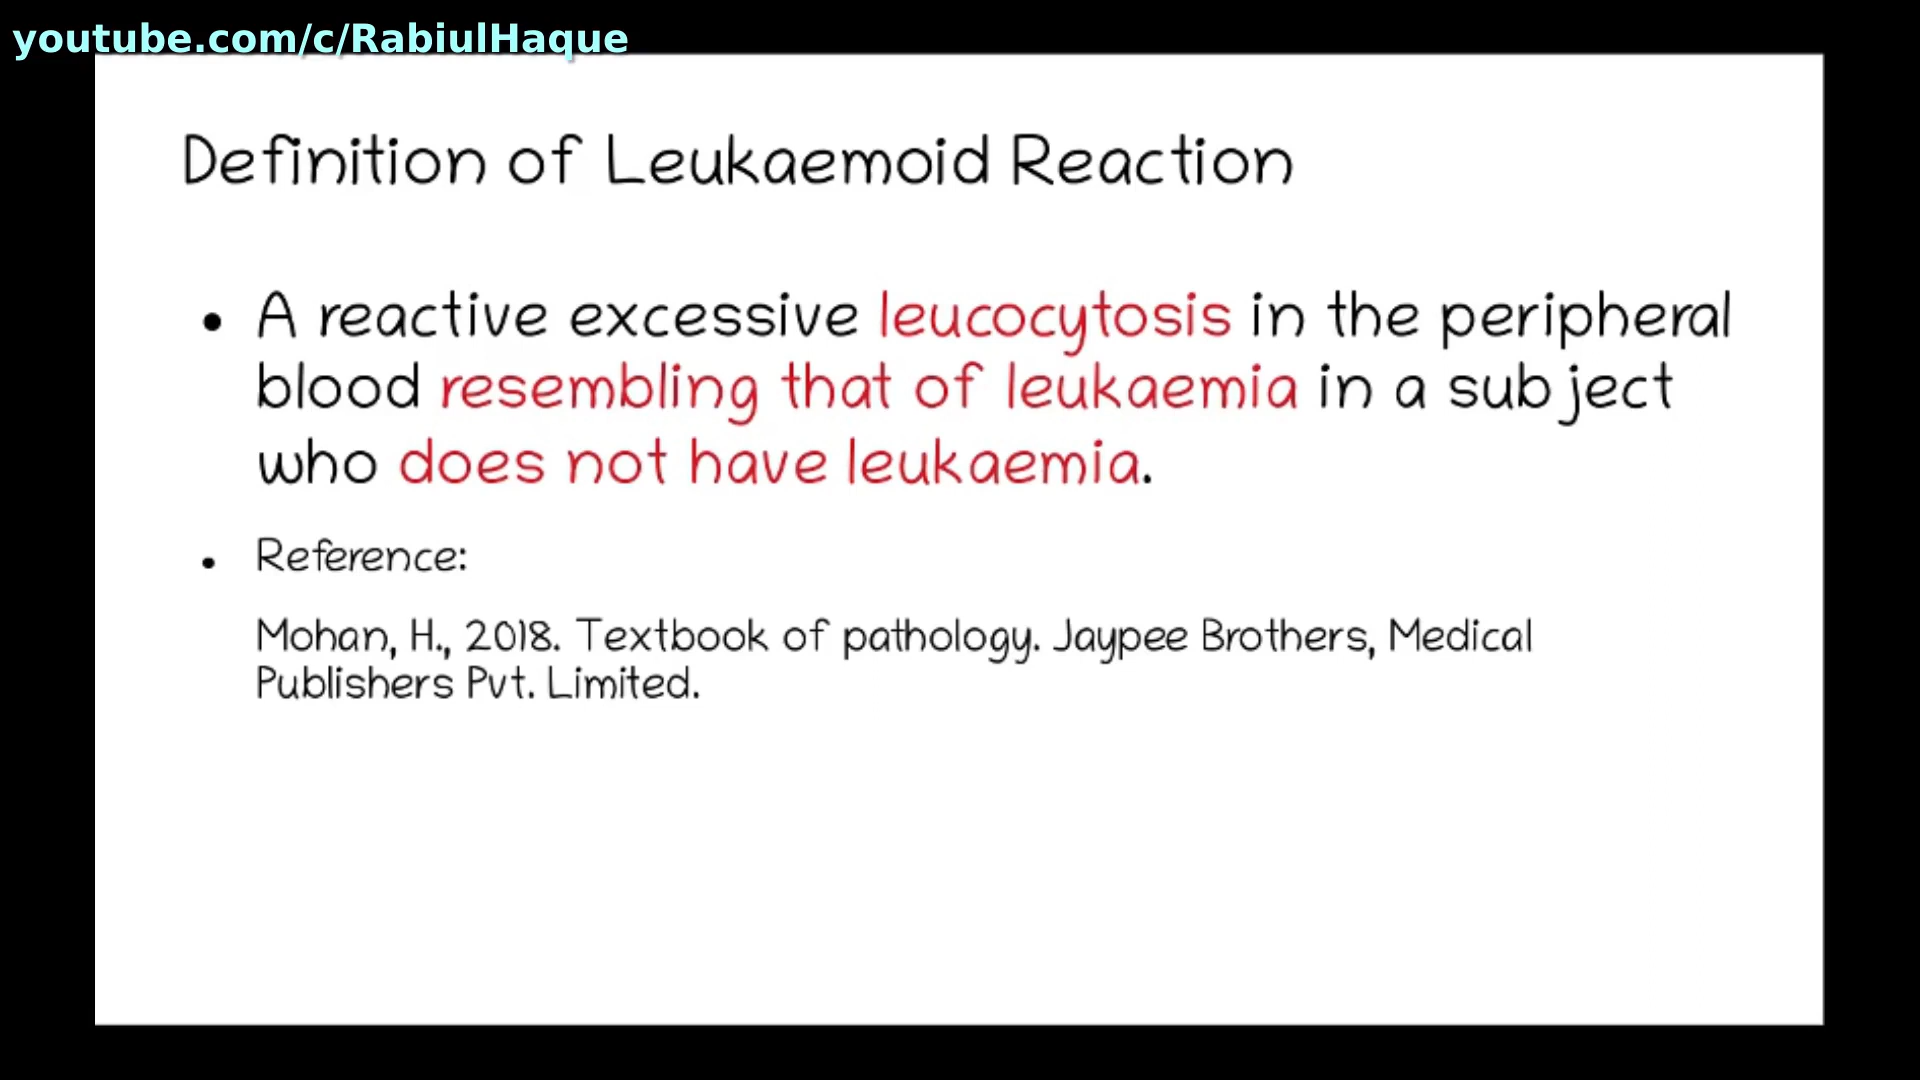 youtube.com/c/RabiulHaque
Definition of Leukaemoid Reaction
• A reactive excessive leucocytosis in the peripheral
blood resembling that of leukaemia in a subject
who does not have leukaemia.
• Reference:
Mohan, H., 2018. Textbook of pathology. Jaypee Brothers, Medical
Publishers Pvt. Limited.